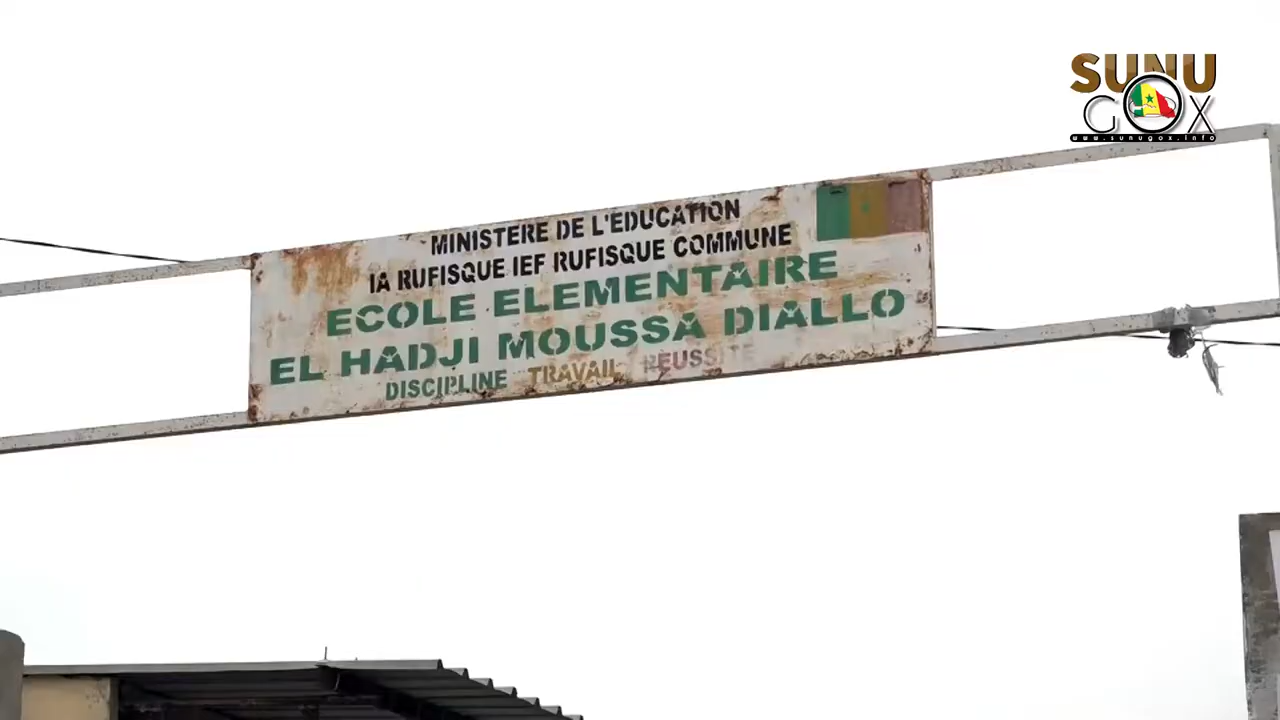 SUNU
GOX
www.sunugox.info
MINISTERE DE L'EDUCATION
IA RUFISQUE IEF RUFISQUE COMMUNE
ECOLE ELEMENTAIRE
EL HADJI MOUSSA DIALLO
DISCIPLINE TRAVAIL REUSSITE